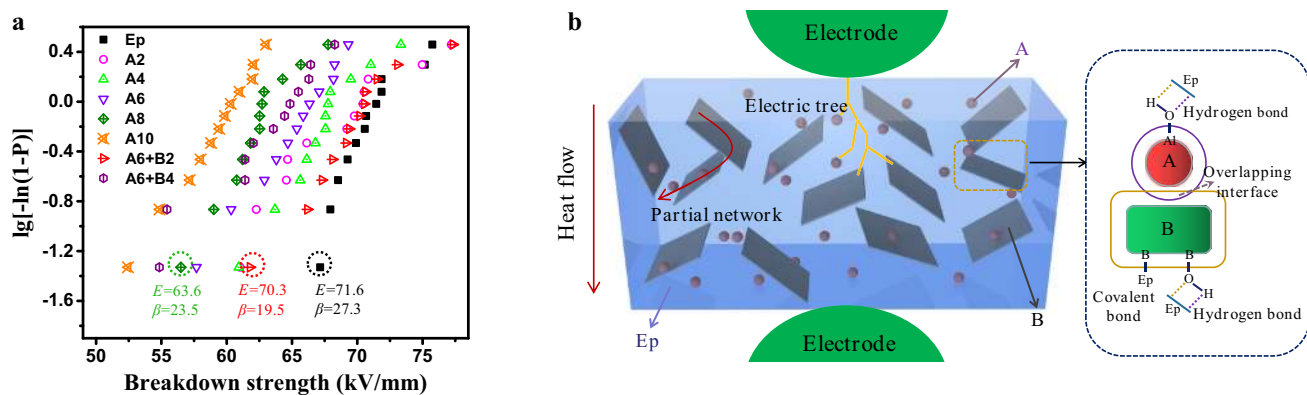 a
lg[-ln(1-P)]
0.4
0.0
-0.4
-0.8
-1.2
-1.6
Ep
A2
A4
A6
A8
A10
A6+B2
A6+B4
E=63.6
β=23.5
E=70.3
β=19.5
E=71.6
β=27.3
50 55 60 65 70 75
Breakdown strength (kV/mm)
b
Electrode
A
Electric tree
Heat flow
Partial network
Ep
B
Electrode
Ep
H
O
Hydrogen bond
Al
A
Overlapping
interface
B
B B
Ep
O
H
Ep
Covalent
bond
Hydrogen bond